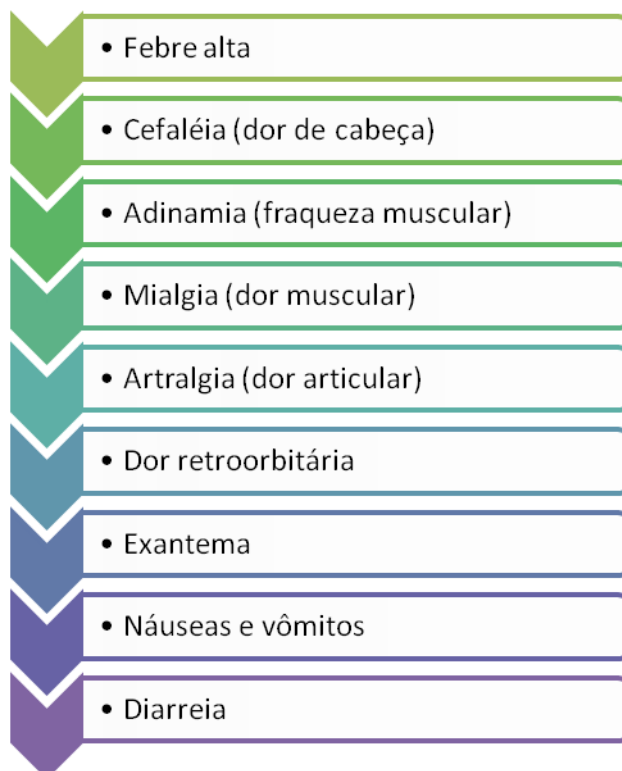 • Febre alta
• Cefaléia (dor de cabeça)
• Adinamia (fraqueza muscular)
• Mialgia (dor muscular)
• Artralgia (dor articular)
• Dor retroorbitária
• Exantema
• Náuseas e vômitos
• Diarreia